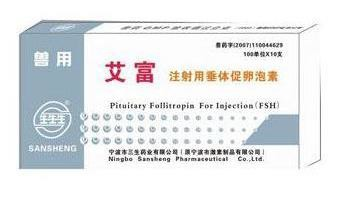 兽用
兽药字(2007)110044629
100单位X10支
艾富
注射用垂体促卵泡素
Pituitary Follitropin For Injection(FSH)
三生
SANSHENG
宁波市三生药业有限公司(原宁波市激素制品有限公司)
Ningbo Sansheng Pharmaceutical Co.,Ltd.